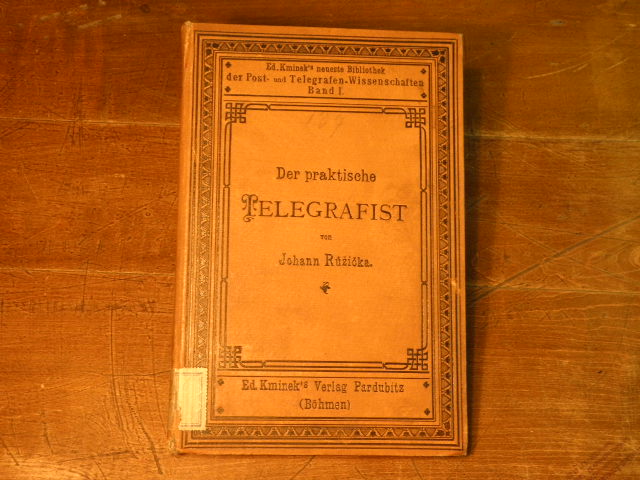 Ed. Kminek's neueste Bibliothek
der Post- und Telegrafen-Wissenschaften
Band I.
Der praktische
TELEGRAFIST
von
Johann Růžička.
Ed. Kminek's Verlag Pardubitz
(Böhmen)